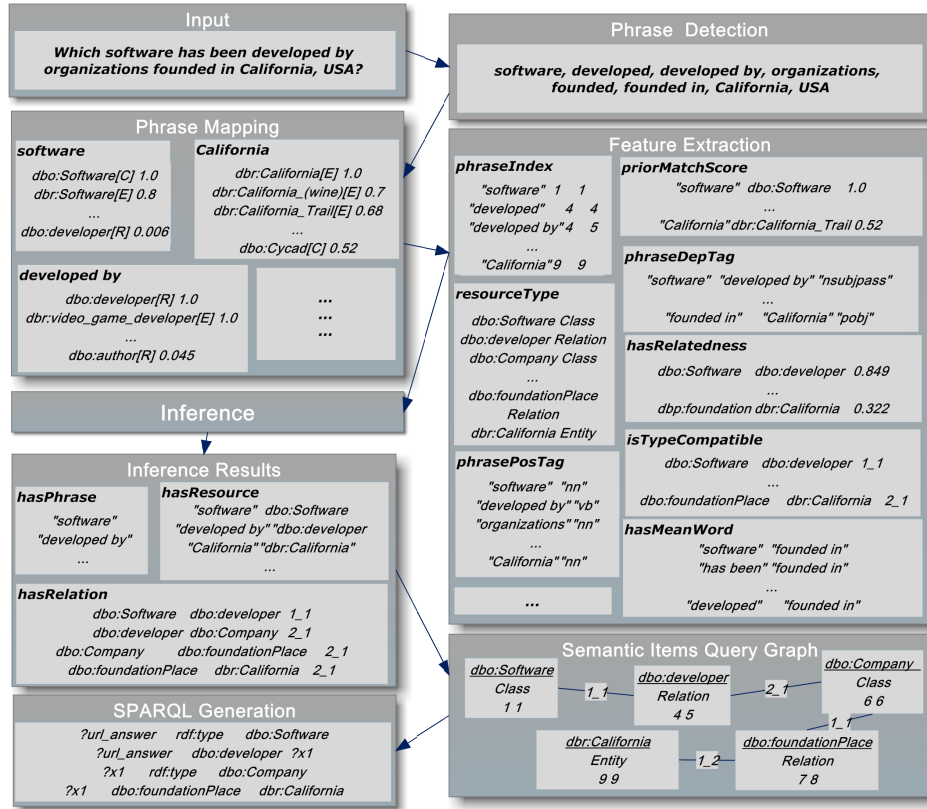 Input
Which software has been developed by
organizations founded in California, USA?
Phrase Detection
software, developed, developed by, organizations,
founded, founded in, California, USA
Phrase Mapping
software
dbo:Software[C] 1.0
dbr:Software[E] 0.8
...
dbo:developer[R] 0.006
California
dbr:California[E] 1.0
dbr:California_(wine)[E] 0.7
dbr:California_Trail[E] 0.68
...
dbo:Cycad[C] 0.52
developed by
dbo:developer[R] 1.0
dbr:video_game_developer[E] 1.0
...
dbo:author[R] 0.045
...
...
...
Feature Extraction
phraseIndex
"software" 1 1
"developed" 4 4
"developed by" 4 5
...
"California" 9 9
resourceType
dbo:Software Class
dbo:developer Relation
dbo:Company Class
...
dbo:foundationPlace
Relation
dbr:California Entity
phrasePosTag
"software" "nn"
"developed by" "vb"
"organizations" "nn"
...
"California" "nn"
...
priorMatchScore
"software" dbo:Software 1.0
...
"California" dbr:California_Trail 0.52
phraseDepTag
"software" "developed by" "nsubjpass"
...
"founded in" "California" "pobj"
hasRelatedness
dbo:Software dbo:developer 0.849
...
dbp:foundation dbr:California 0.322
isTypeCompatible
dbo:Software dbo:developer 1_1
...
dbo:foundationPlace dbr:California 2_1
hasMeanWord
"software" "founded in"
"has been" "founded in"
...
"developed" "founded in"
Inference
Inference Results
hasPhrase
"software"
"developed by"
...
hasResource
"software" dbo:Software
"developed by" "dbo:developer
"California" "dbr:California"
...
hasRelation
dbo:Software dbo:developer 1_1
dbo:developer dbo:Company 2_1
dbo:Company dbo:foundationPlace 2_1
dbo:foundationPlace dbr:California 2_1
Semantic Items Query Graph
dbo:Software
Class
1 1
1_1
dbo:developer
Relation
4 5
2_1
dbo:Company
Class
6 6
1_1
dbr:California
Entity
9 9
1_2
dbo:foundationPlace
Relation
7 8
SPARQL Generation
?url_answer rdf:type dbo:Software
?url_answer dbo:developer ?x1
?x1 rdf:type dbo:Company
?x1 dbo:foundationPlace dbr:California